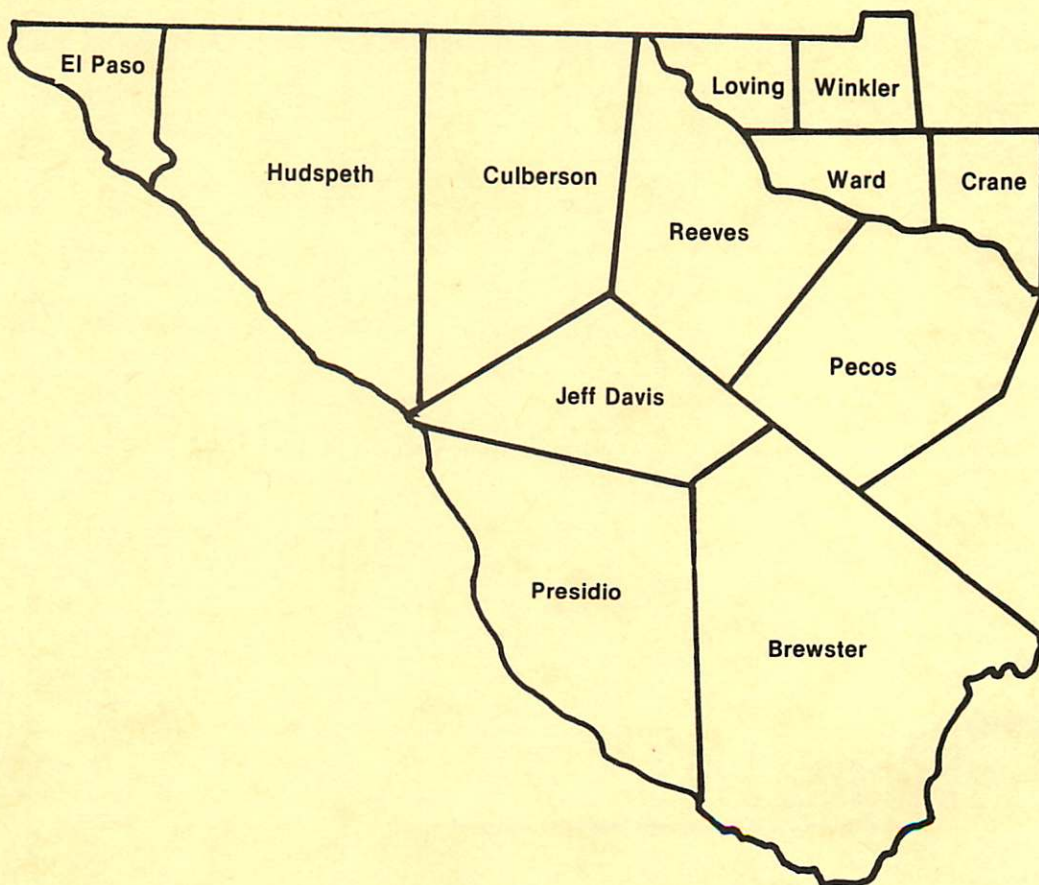 El Paso
Loving
Winkler
Hudspeth
Culberson
Ward
Crane
Reeves
Pecos
Jeff Davis
Presidio
Brewster